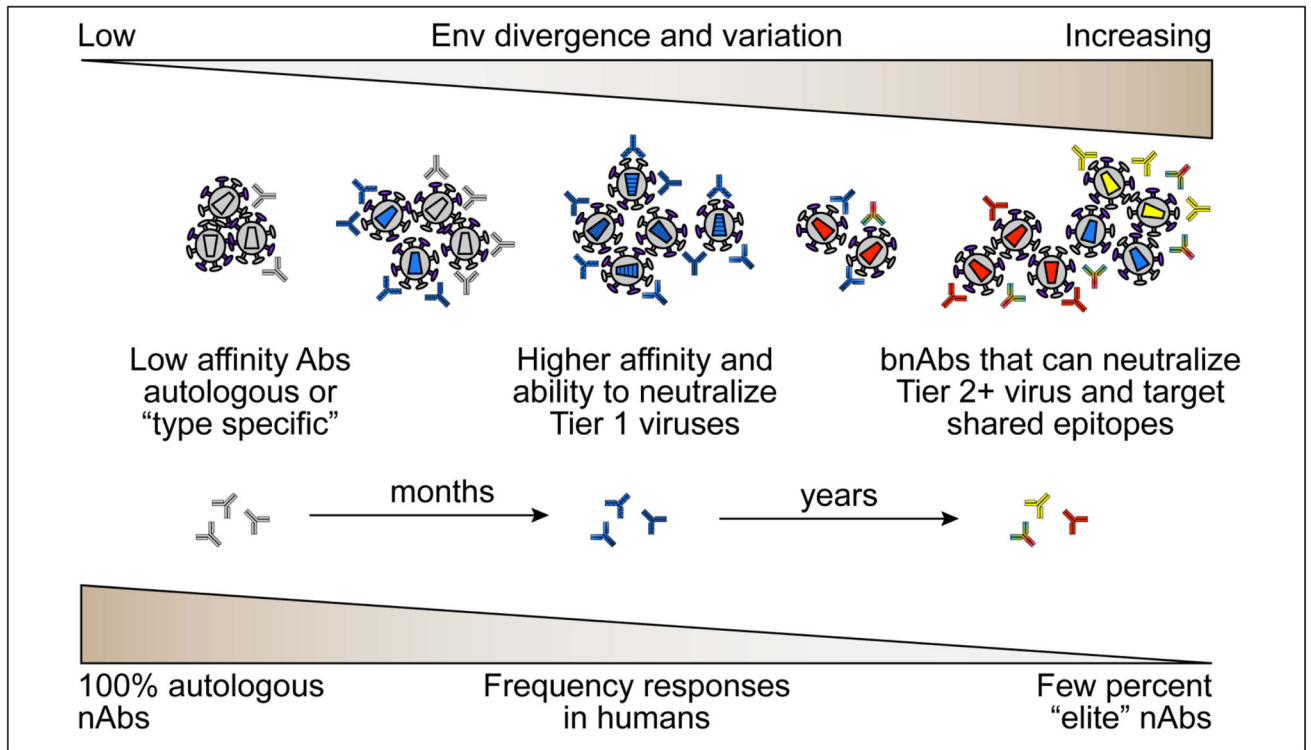 Low Env divergence and variation Increasing
Low affinity Abs
autologous or
“type specific”
Higher affinity and
ability to neutralize
Tier 1 viruses
bnAbs that can neutralize
Tier 2+ virus and target
shared epitopes
months
years
100% autologous
nAbs
Frequency responses
in humans
Few percent
“elite” nAbs